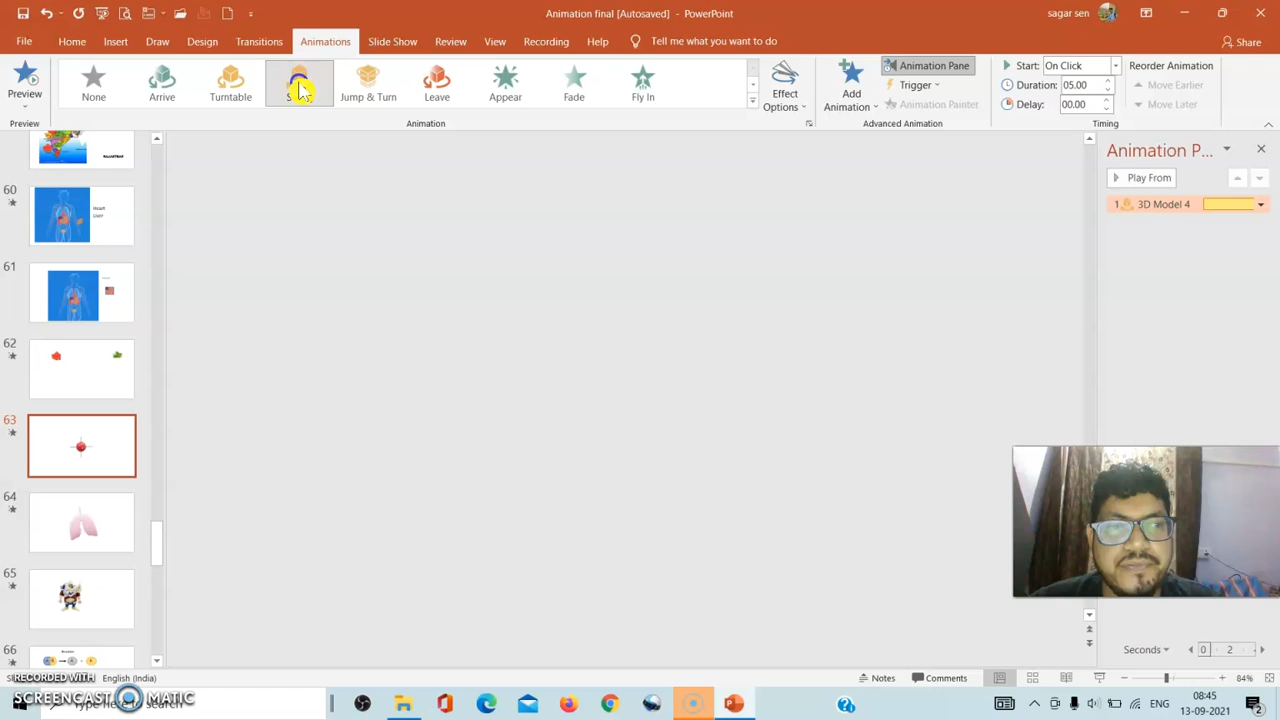 Animation final [Autosaved] - PowerPoint
sagar sen
File Home Insert Draw Design Transitions Animations Slide Show Review View Recording Help Tell me what you want to do
Share
Preview
None Arrive Turntable Jump & Turn Leave Appear Fade Fly In
Effect Options
Add Animation
Animation Pane
Trigger
Animation Painter
Start: On Click
Duration: 05.00
Delay: 00.00
Reorder Animation
Move Earlier
Move Later
Preview Animation Advanced Animation Timing
60
Heart
Liver
61
62
63
64
65
66
Animation P...
Play From
1 3D Model 4
Seconds 0 2
English (India)
Notes Comments 84%
RECORDED WITH
SCREENCAST MATIC
Type here to search
ENG
08:45
13-09-2021
2